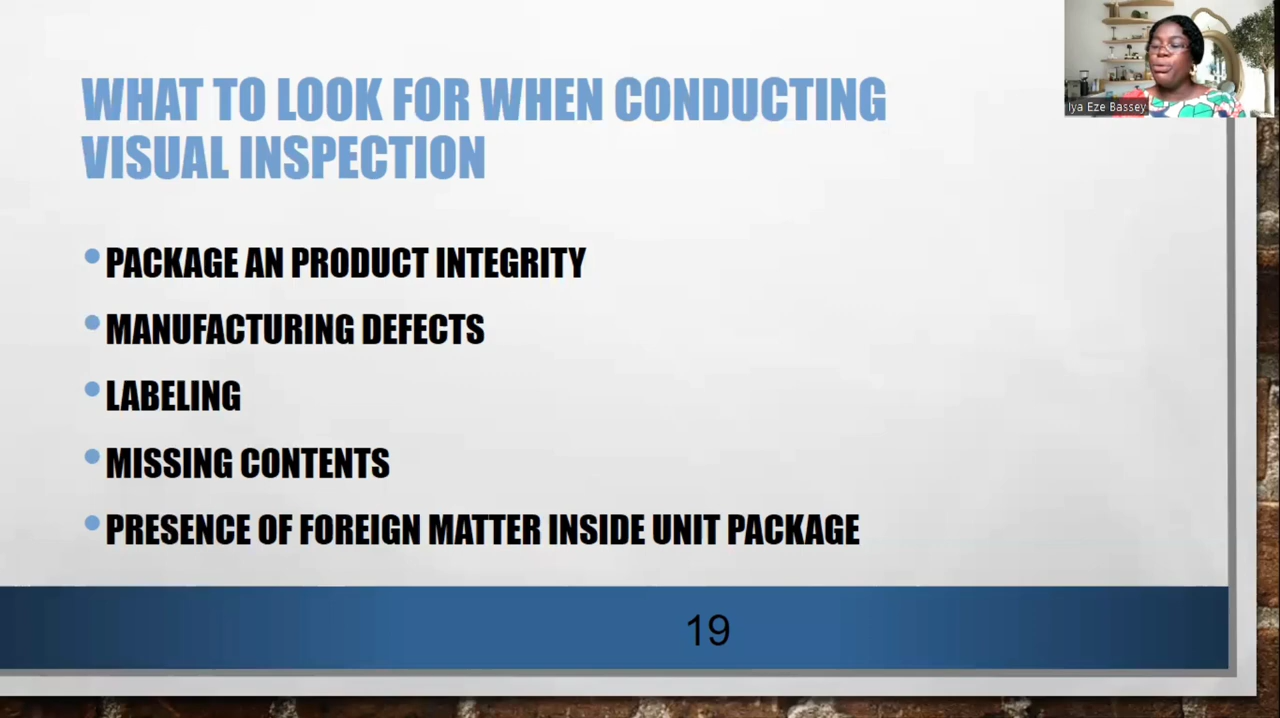 WHAT TO LOOK FOR WHEN CONDUCTING
VISUAL INSPECTION
PACKAGE AN PRODUCT INTEGRITY
MANUFACTURING DEFECTS
LABELING
MISSING CONTENTS
PRESENCE OF FOREIGN MATTER INSIDE UNIT PACKAGE
19
Iya Eze Bassey